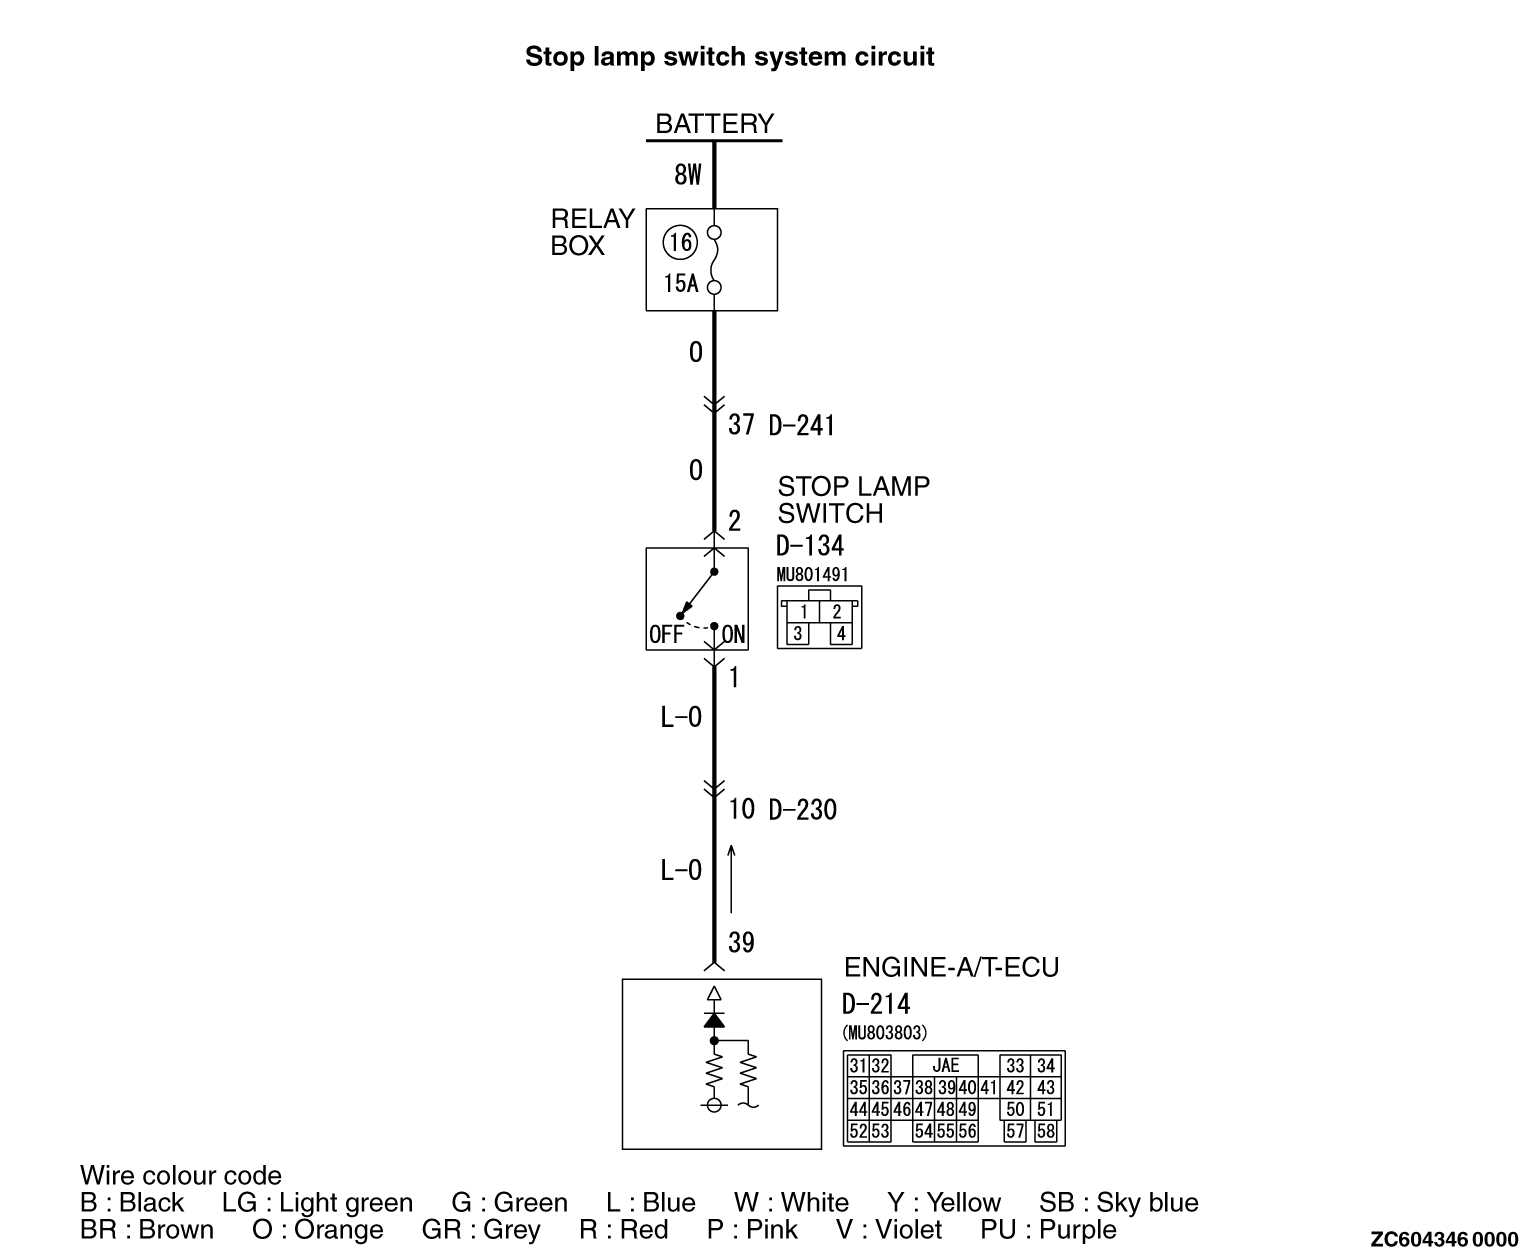 Stop lamp switch system circuit
BATTERY
8W
RELAY
BOX
16
15A
O
37 D-241
O
STOP LAMP
SWITCH
2
D-134
MU801491
1 2
3 4
OFF ON
1
L-O
10 D-230
L-O
39
ENGINE-A/T-ECU
D-214
(MU803803)
31 32 JAE 33 34
35 36 37 38 39 40 41 42 43
44 45 46 47 48 49 50 51
52 53 54 55 56 57 58
Wire colour code
B : Black LG : Light green G : Green L : Blue W : White Y : Yellow SB : Sky blue
BR : Brown O : Orange GR : Grey R : Red P : Pink V : Violet PU : Purple
ZC604346 0000